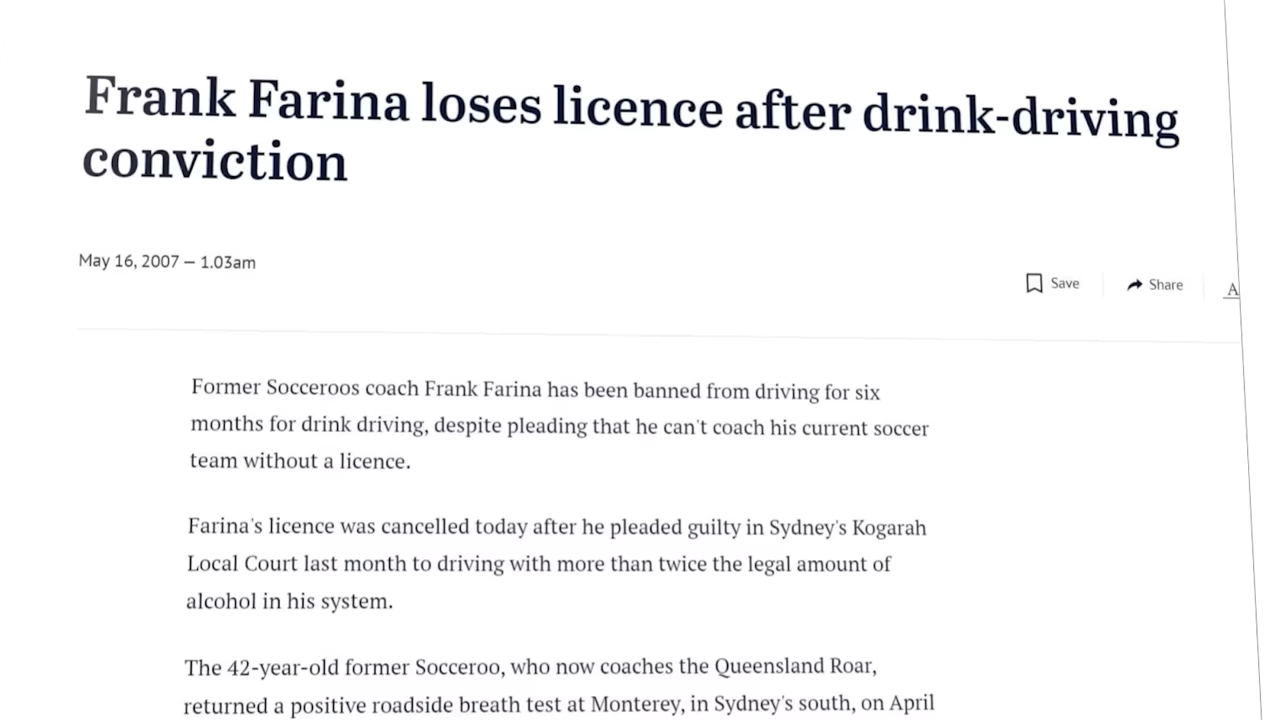 Frank Farina loses licence after drink-driving
conviction
May 16, 2007 – 1.03am
Save
Share
A
Former Socceroos coach Frank Farina has been banned from driving for six
months for drink driving, despite pleading that he can't coach his current soccer
team without a licence.
Farina's licence was cancelled today after he pleaded guilty in Sydney's Kogarah
Local Court last month to driving with more than twice the legal amount of
alcohol in his system.
The 42-year-old former Socceroo, who now coaches the Queensland Roar,
returned a positive roadside breath test at Monterey, in Sydney's south, on April